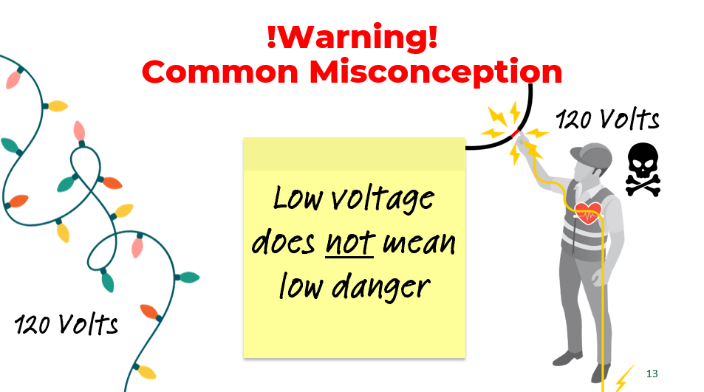 !Warning!
Common Misconception
120 Volts
Low voltage
does not mean
low danger
120 Volts
13